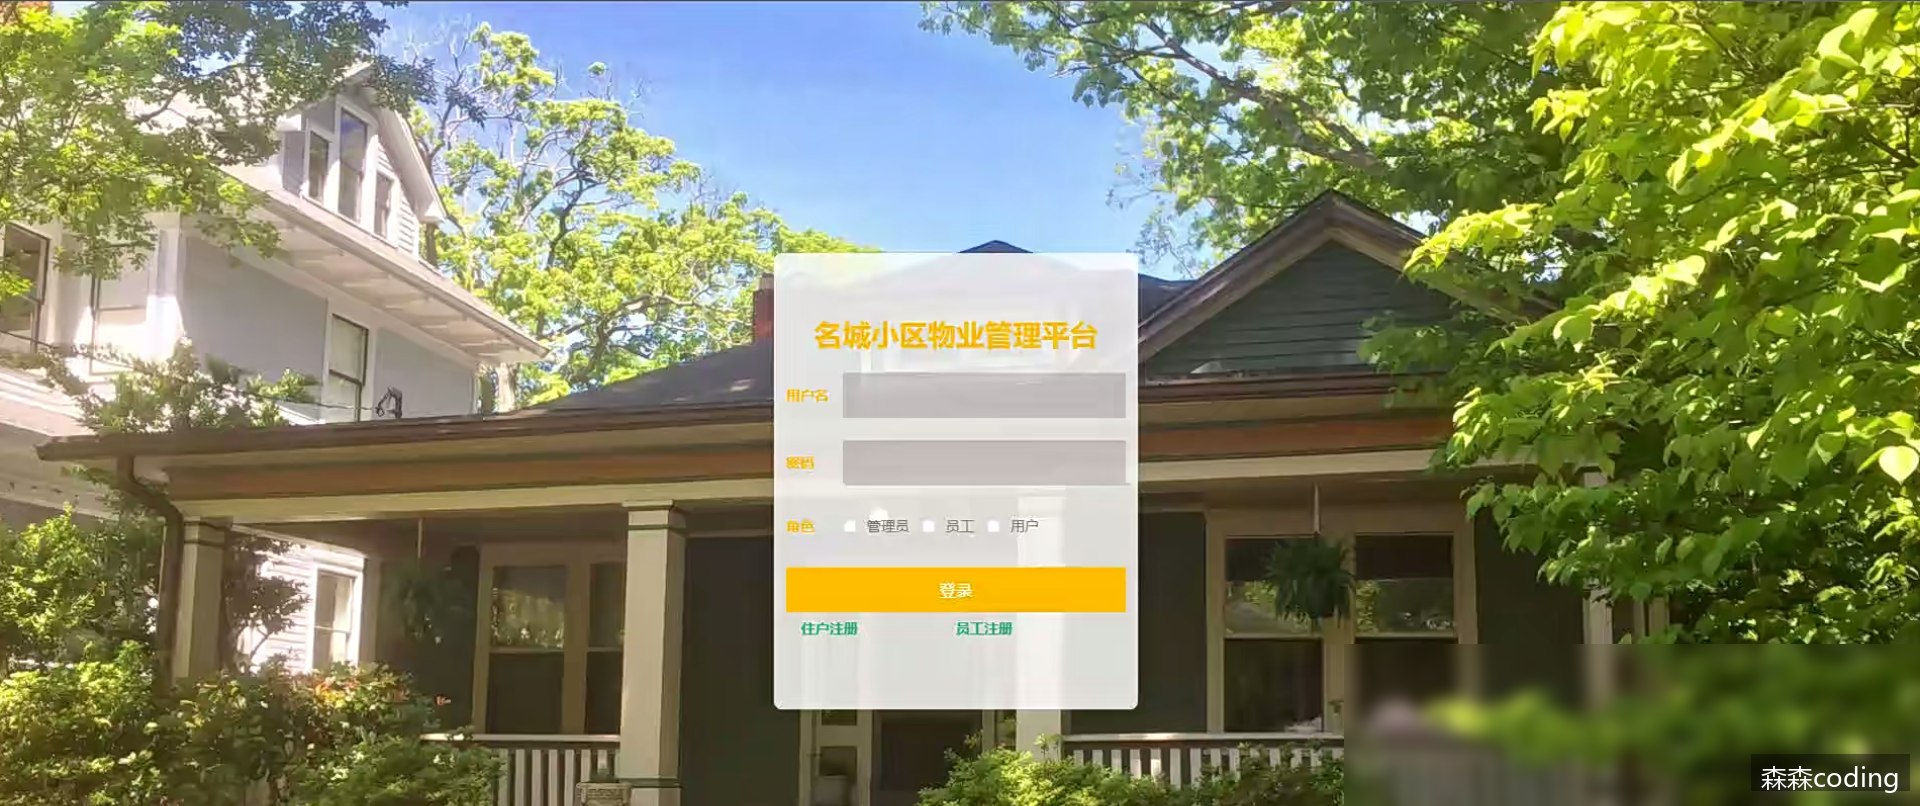 名城小区物业管理平台
用户名
密码
角色 管理员 员工 用户
登录
住户注册 员工注册
森森coding